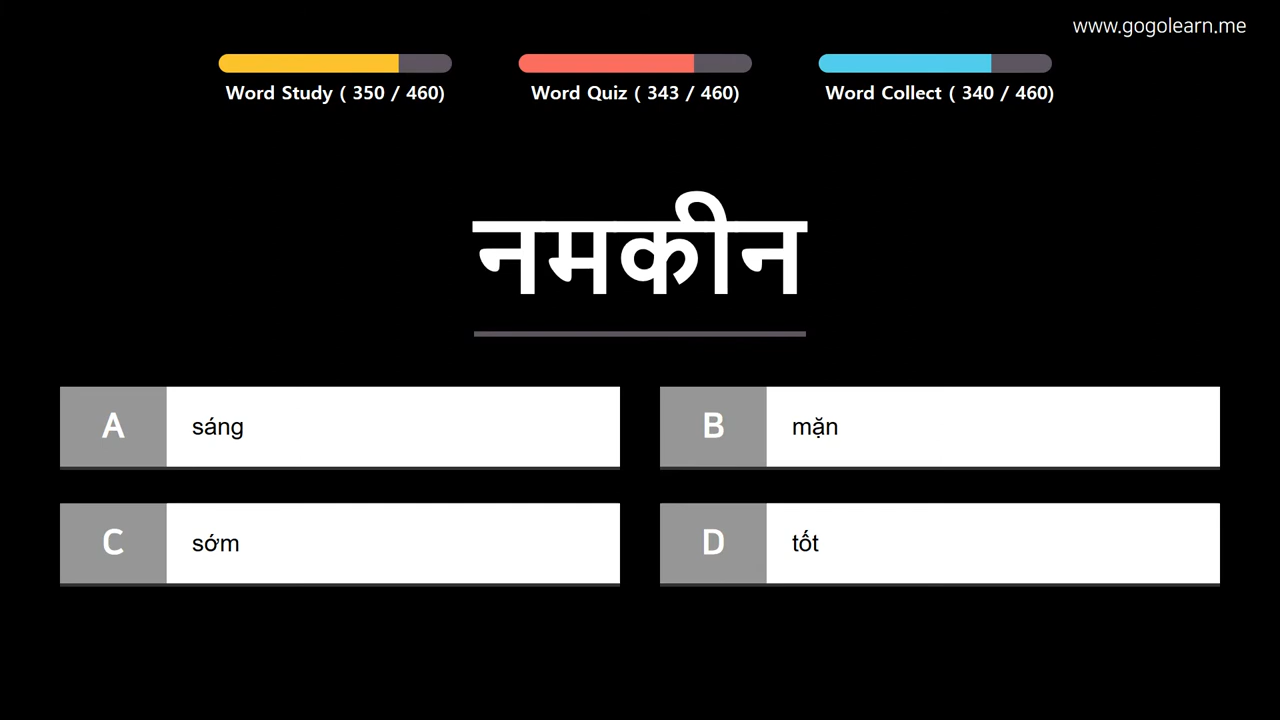 www.gogolearn.me
Word Study ( 350 / 460)
Word Quiz ( 343 / 460)
Word Collect ( 340 / 460)
नमकीन
A sáng
B mặn
C sớm
D tốt